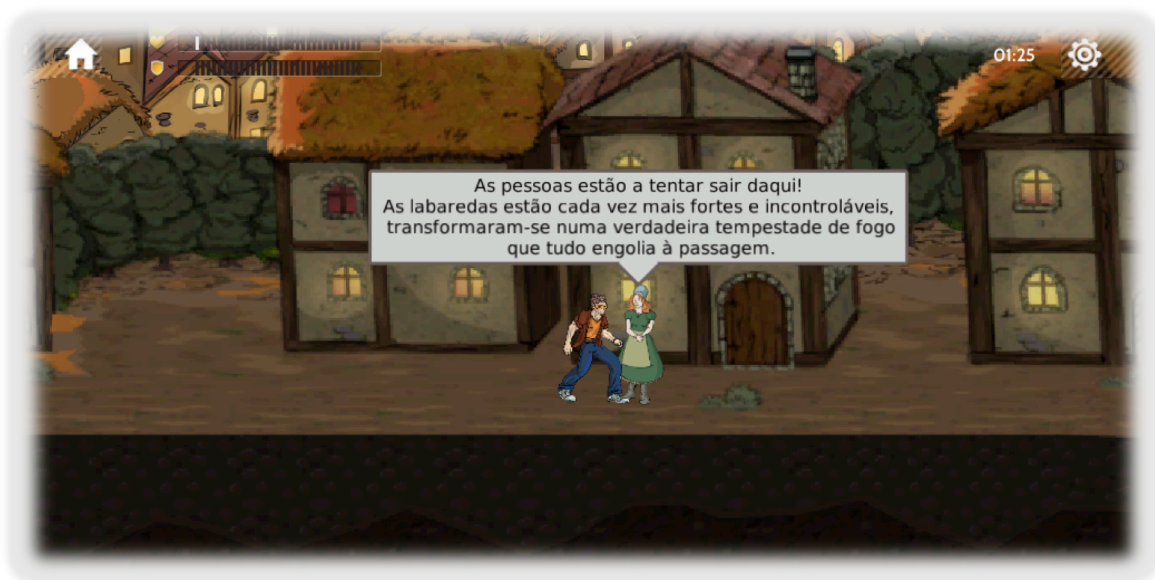 01:25
As pessoas estão a tentar sair daqui!
As labaredas estão cada vez mais fortes e incontroláveis,
transformaram-se numa verdadeira tempestade de fogo
que tudo engolia à passagem.